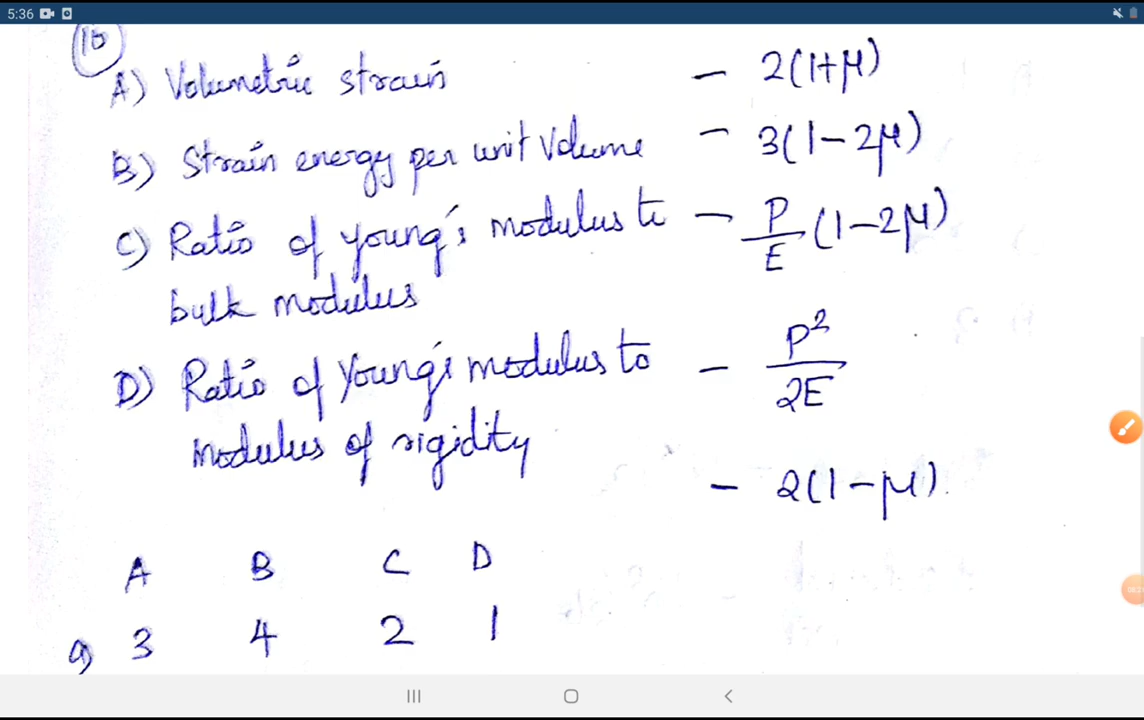 5:36
10
A) Volumetric strain - 2(1+μ)
B) Strain energy per unit volume - 3(1-2μ)
C) Ratio of young's modulus to - P/E (1-2μ)
bulk modulus
D) Ratio of Young's modulus to - P²/2E
modulus of rigidity
- 2(1-μ).
A B C D
a) 3 4 2 1